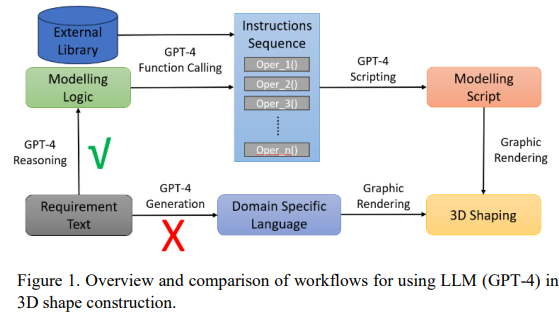 External
Library
Instructions
Sequence
GPT-4
Function Calling
GPT-4
Scripting
Oper_1()
Oper_2()
Oper_3()
Oper_n()
Modelling
Logic
Modelling
Script
GPT-4
Reasoning
√
Graphic
Rendering
Requirement
Text
GPT-4
Generation
X
Domain Specific
Language
Graphic
Rendering
3D Shaping
Figure 1. Overview and comparison of workflows for using LLM (GPT-4) in
3D shape construction.